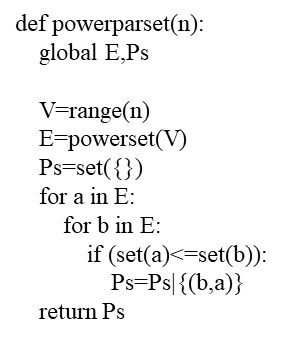 def powerparset(n):
global E,Ps
V=range(n)
E=powerset(V)
Ps=set({})
for a in E:
for b in E:
if (set(a)<=set(b)):
Ps=Ps|{(b,a)}
return Ps